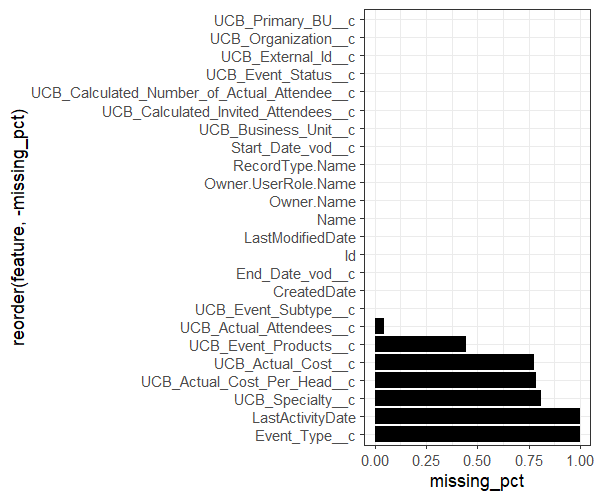 UCB_Primary_BU__c
UCB_Organization__c
UCB_External_Id__c
UCB_Event_Status__c
UCB_Calculated_Number_of_Actual_Attendee__c
UCB_Calculated_Invited_Attendees__c
UCB_Business_Unit__c
Start_Date_vod__c
RecordType.Name
Owner.UserRole.Name
Owner.Name
Name
LastModifiedDate
Id
End_Date_vod__c
CreatedDate
UCB_Event_Subtype__c
UCB_Actual_Attendees__c
UCB_Event_Products__c
UCB_Actual_Cost__c
UCB_Actual_Cost_Per_Head__c
UCB_Specialty__c
LastActivityDate
Event_Type__c
reorder(feature, -missing_pct)
0.00 0.25 0.50 0.75 1.00
missing_pct